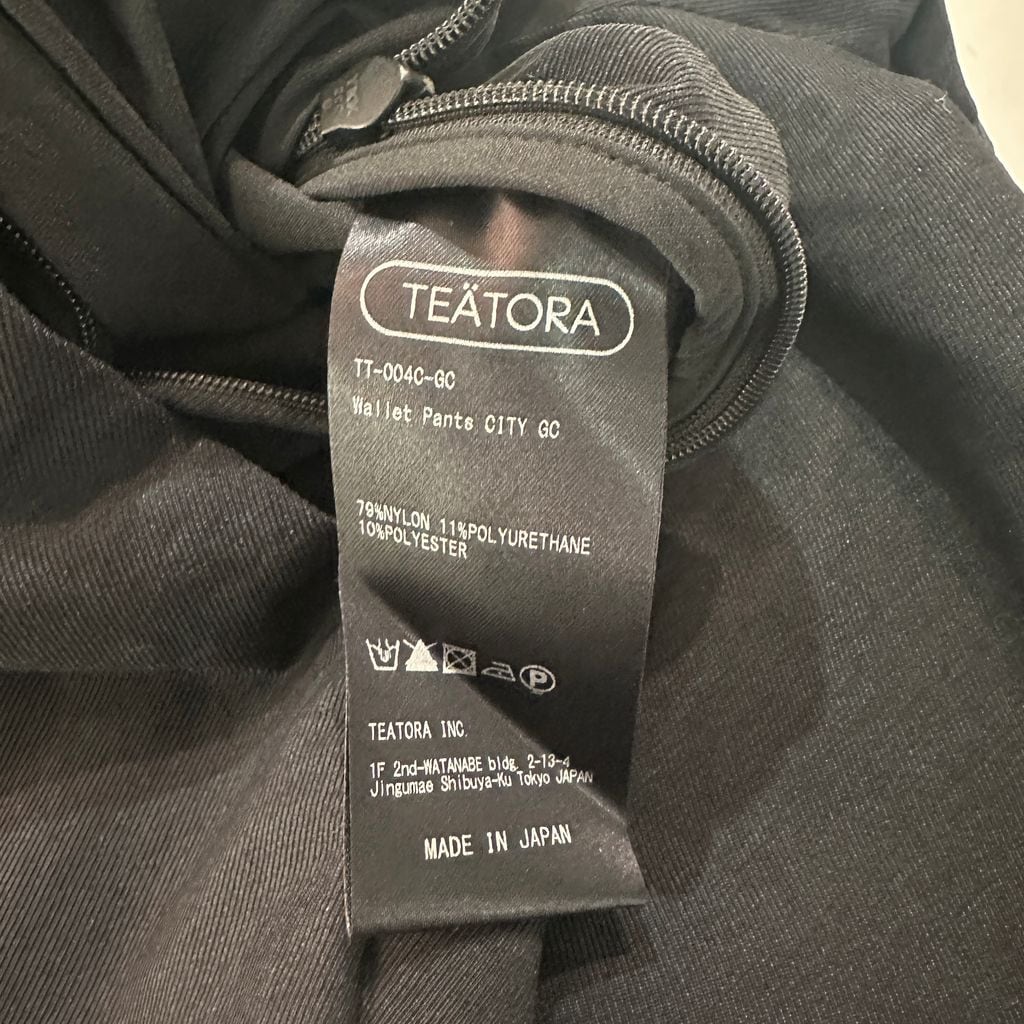 TEÄTORA
TT-004C-GC
Wallet Pants CITY GC
79%NYLON 11%POLYURETHANE
10%POLYESTER
P
TEATORA INC.
1F 2nd-WATANABE bldg. 2-13-4
Jingumae Shibuya-Ku Tokyo JAPAN
MADE IN JAPAN